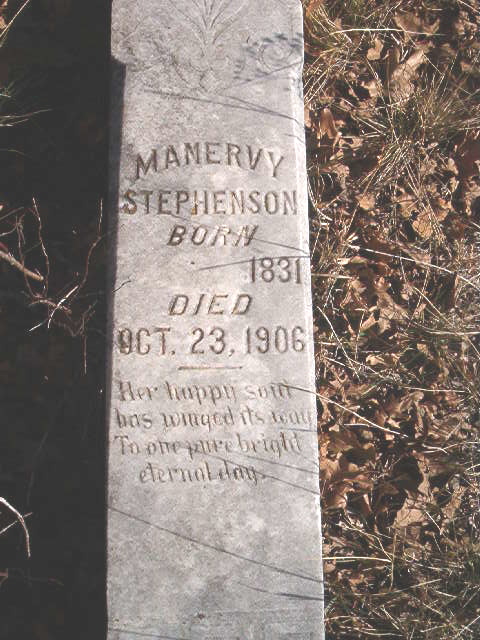 MANERVY
STEPHENSON
BORN
1831
DIED
OCT. 23, 1906
Her happy soul
has winged its way
To one pure bright
eternal day.